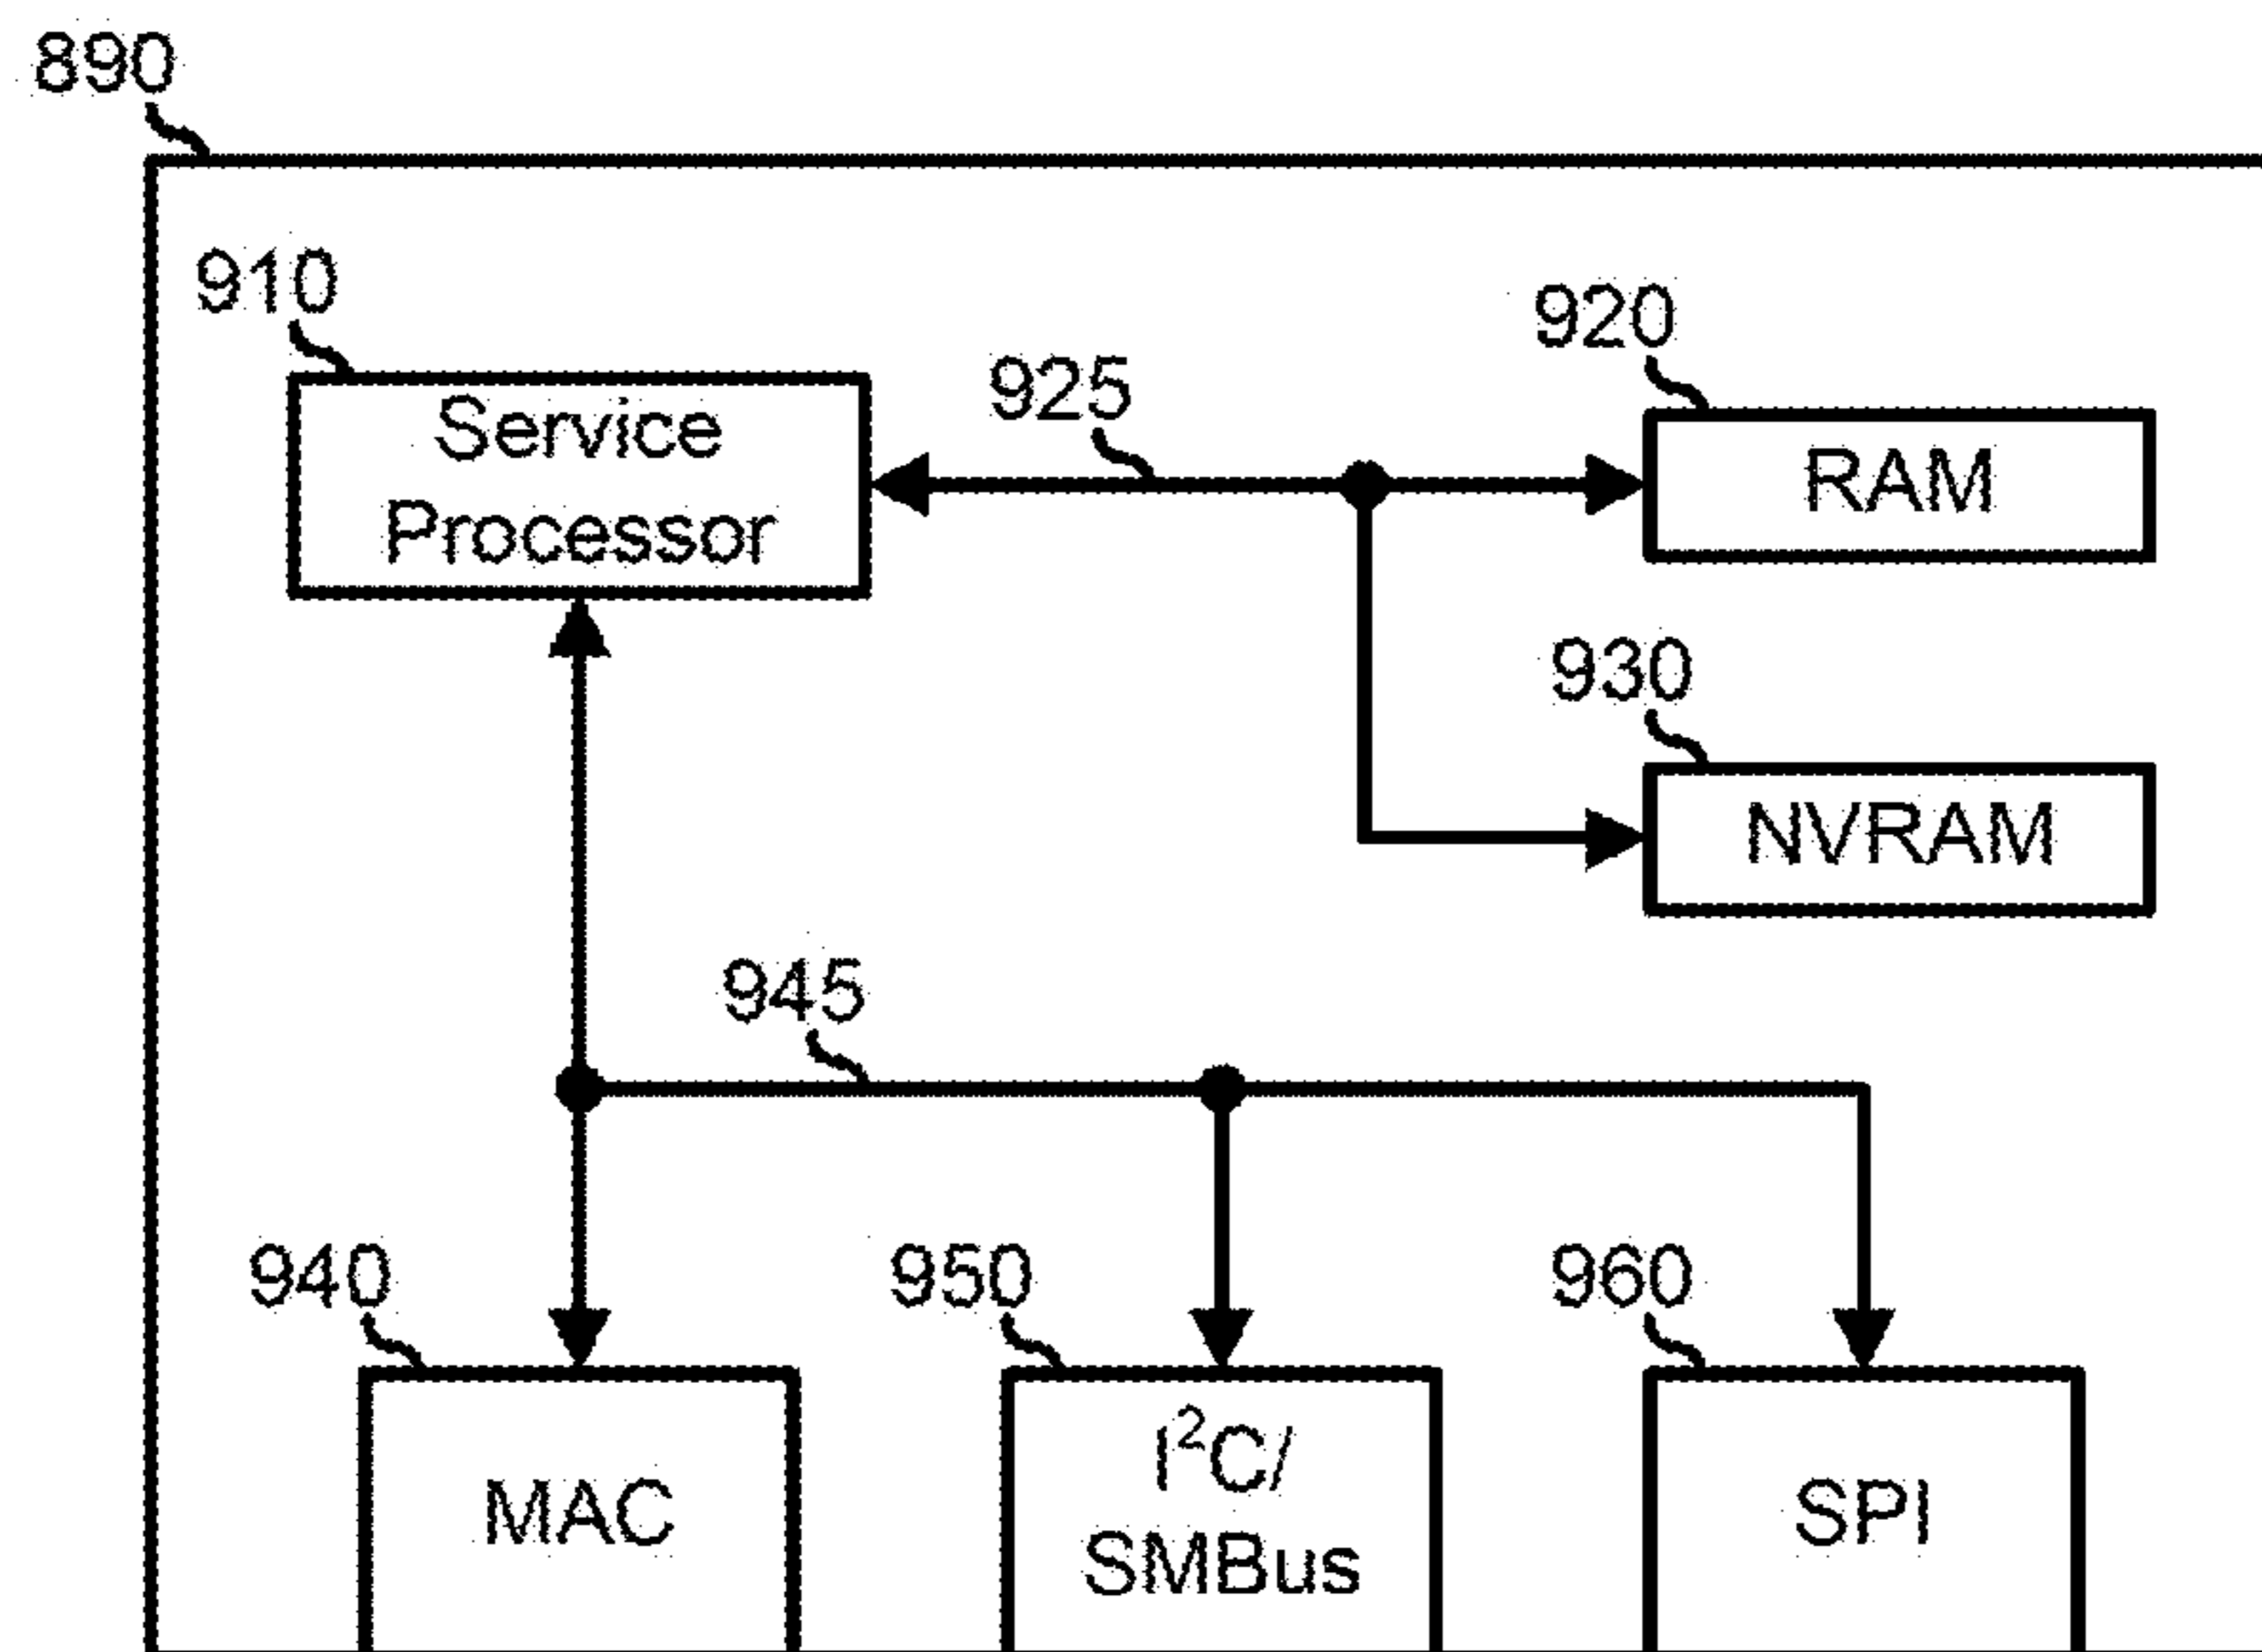 890
910
920
925
Service
Processor
RAM
930
NVRAM
945
940
950
960
MAC
I²C/
SMBus
SPI